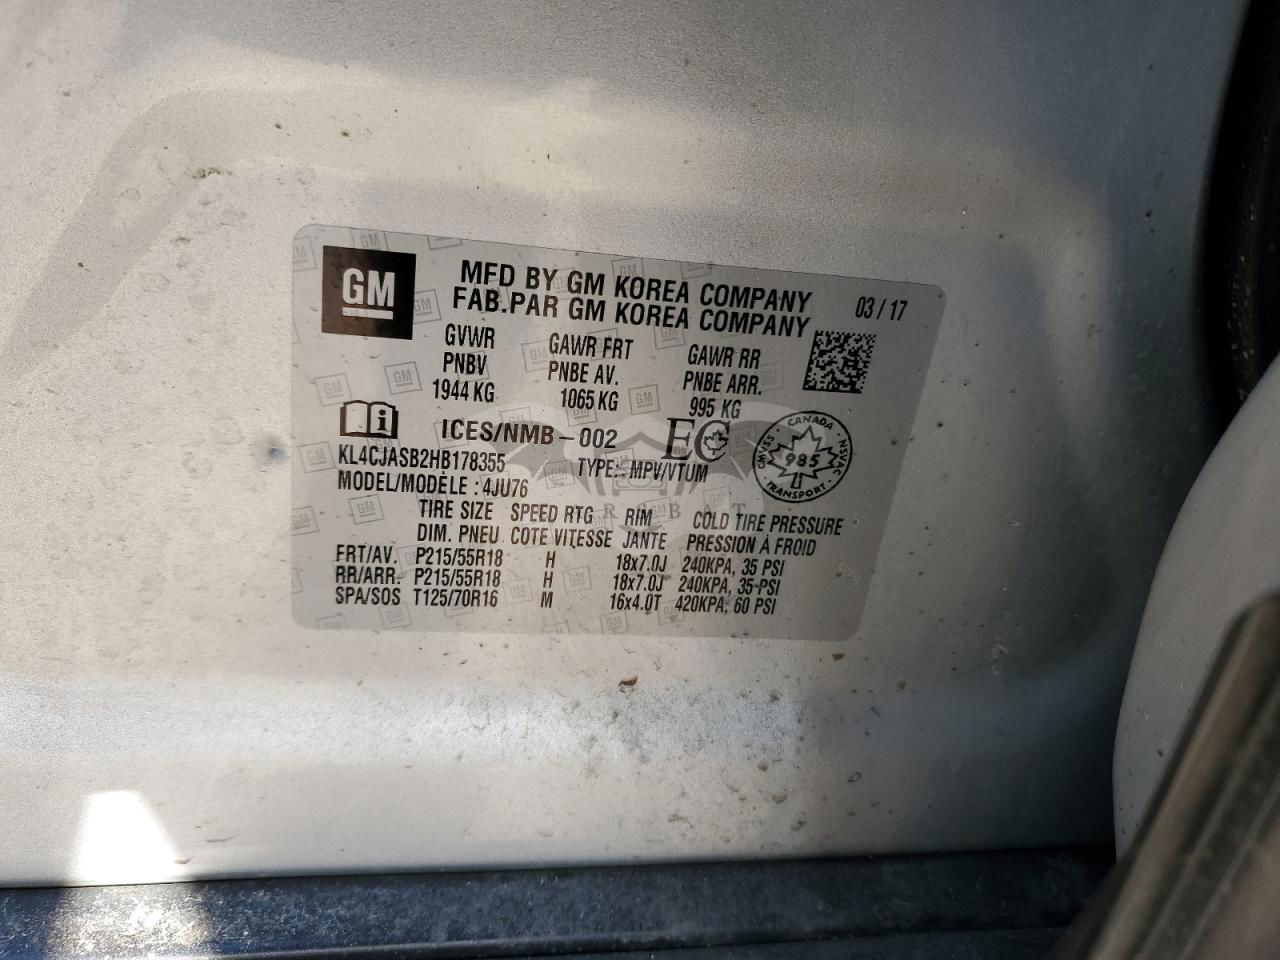 GM
MFD BY GM KOREA COMPANY 03 / 17
FAB.PAR GM KOREA COMPANY
GVWR GAWR FRT GAWR RR
PNBV PNBE AV. PNBE ARR.
1944 KG 1065 KG 995 KG
ICES/NMB-002 EC
CANADA
CMVSS 985 NSVAC
TRANSPORT
KL4CJASB2HB178355 TYPE: MPV/VTUM
MODEL/MODÈLE : 4JU76
RIBAT
TIRE SIZE SPEED RTG RIM COLD TIRE PRESSURE
DIM. PNEU COTE VITESSE JANTE PRESSION À FROID
FRT/AV. P215/55R18 H 18x7.0J 240KPA, 35 PSI
RR/ARR. P215/55R18 H 18x7.0J 240KPA, 35 PSI
SPA/SOS T125/70R16 M 16x4.0T 420KPA, 60 PSI